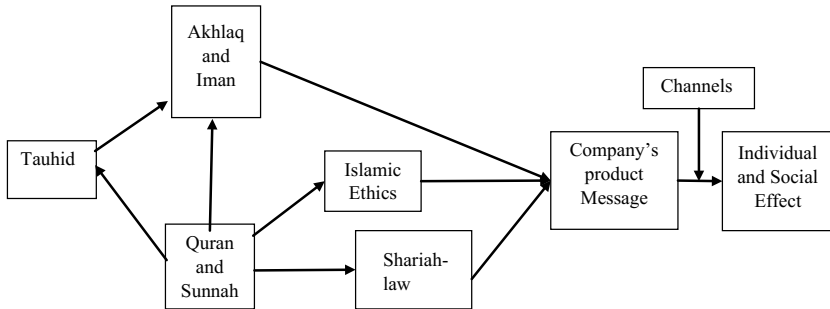 Akhlaq
and
Iman
Channels
Tauhid
Islamic
Ethics
Company's
product
Message
Individual
and Social
Effect
Quran
and
Sunnah
Shariah-
law